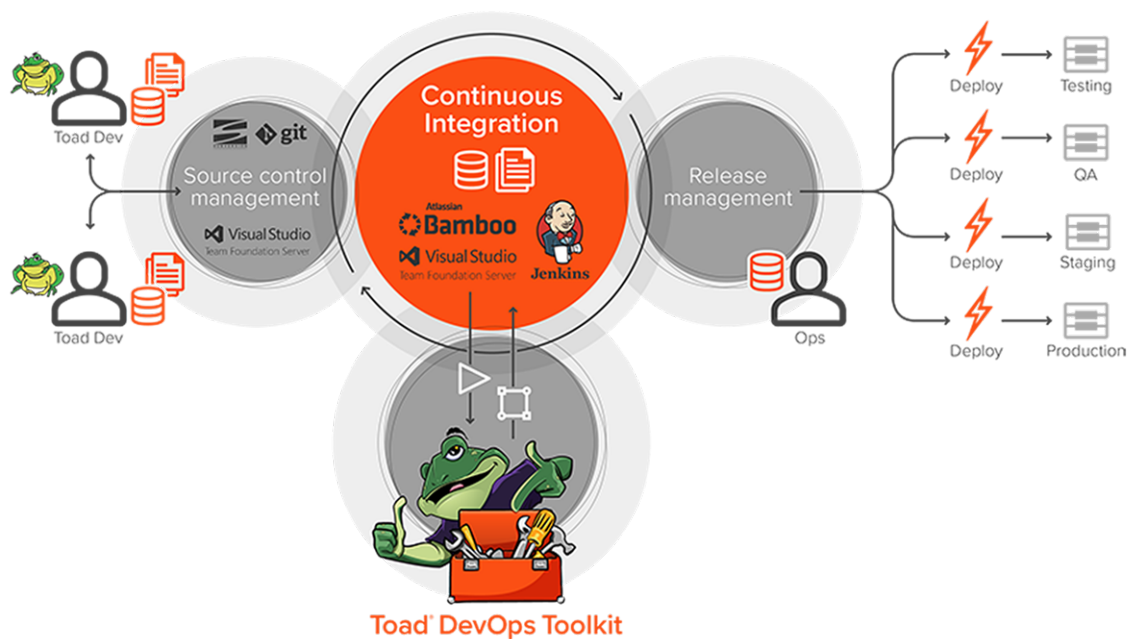 Toad Dev
Toad Dev
git
Source control
management
Visual Studio
Team Foundation Server
Continuous
Integration
Atlassian
Bamboo
Visual Studio
Team Foundation Server
Jenkins
Release
management
Ops
Deploy
Testing
Deploy
QA
Deploy
Staging
Deploy
Production
Toad® DevOps Toolkit